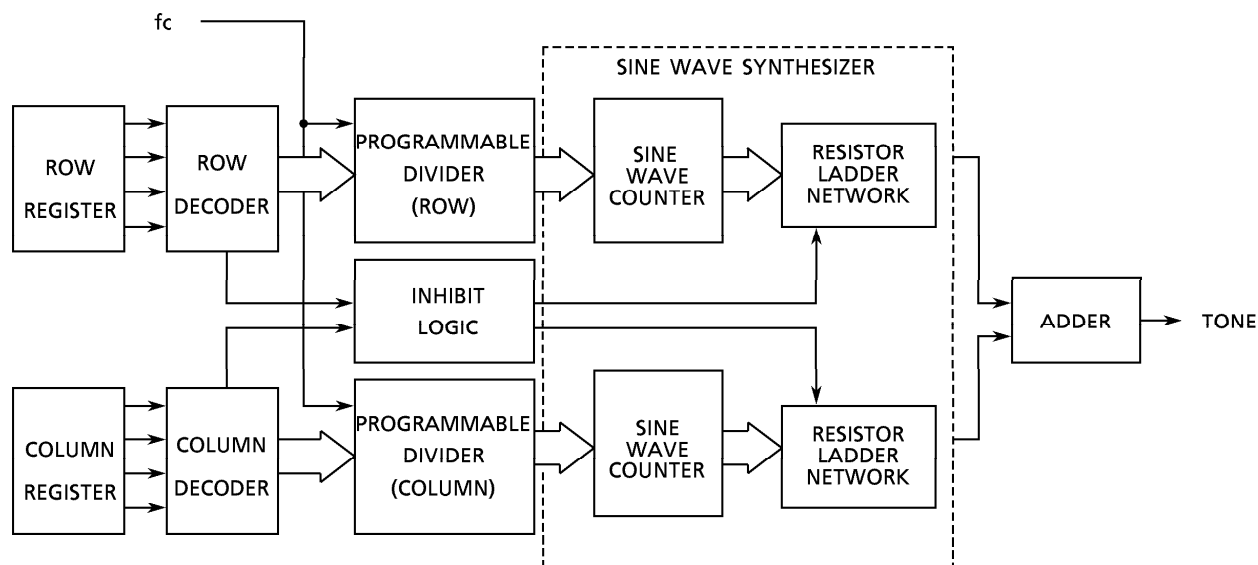 fc
SINE WAVE SYNTHESIZER
ROW
REGISTER
ROW
DECODER
PROGRAMMABLE
DIVIDER
(ROW)
SINE
WAVE
COUNTER
RESISTOR
LADDER
NETWORK
INHIBIT
LOGIC
ADDER
TONE
COLUMN
REGISTER
COLUMN
DECODER
PROGRAMMABLE
DIVIDER
(COLUMN)
SINE
WAVE
COUNTER
RESISTOR
LADDER
NETWORK